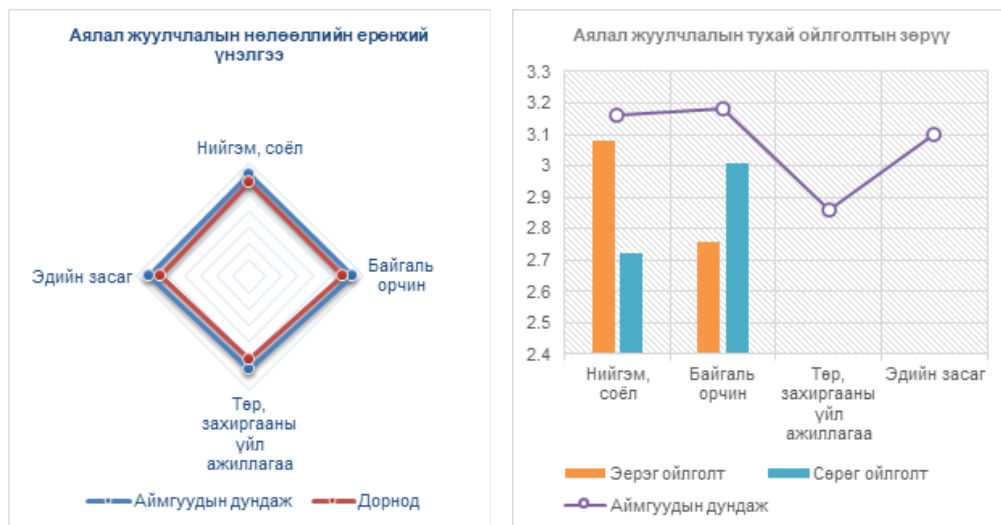 Аялал жуулчлалын нөлөөллийн ерөнхий
үнэлгээ
Нийгэм, соёл
Эдийн засаг
Байгаль
орчин
Төр,
захиргааны
үйл
ажиллагаа
Аймгуудын дундаж
Дорнод
Аялал жуулчлалын тухай ойлголтын зөрүү
3.3
3.2
3.1
3
2.9
2.8
2.7
2.6
2.5
2.4
Нийгэм,
соёл
Байгаль
орчин
Төр,
захиргааны
үйл
ажиллагаа
Эдийн засаг
Эерэг ойлголт
Сөрөг ойлголт
Аймгуудын дундаж